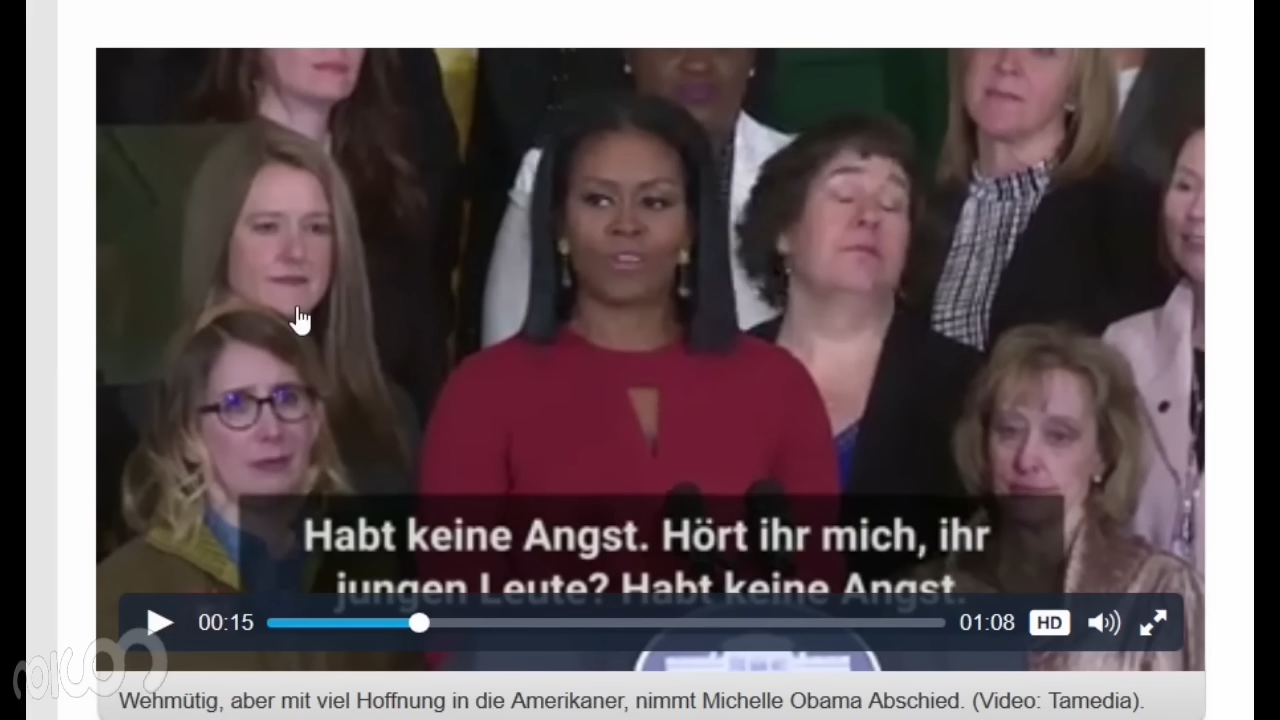 Habt keine Angst. Hört ihr mich, ihr
jungen Leute? Habt keine Angst.
00:15
01:08
HD
Wehmütig, aber mit viel Hoffnung in die Amerikaner, nimmt Michelle Obama Abschied. (Video: Tamedia).